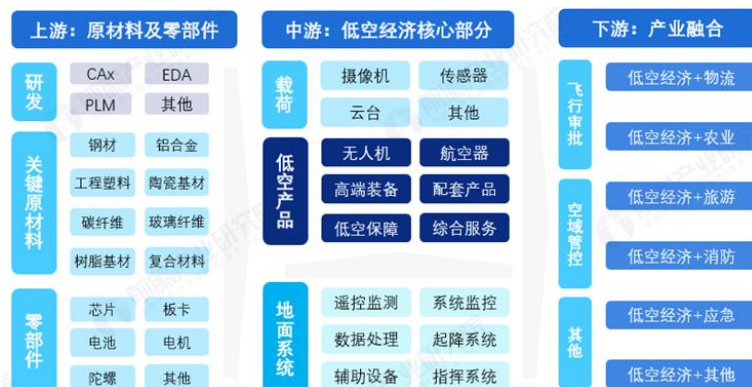 上游：原材料及零部件
研发
CAx
EDA
PLM
其他
关键原材料
钢材
铝合金
工程塑料
陶瓷基材
碳纤维
玻璃纤维
树脂基材
复合材料
零部件
芯片
板卡
电池
电机
陀螺
其他
中游：低空经济核心部分
载荷
摄像机
传感器
云台
其他
低空产品
无人机
航空器
高端装备
配套产品
低空保障
综合服务
地面系统
遥控监测
系统监控
数据处理
起降系统
辅助设备
指挥系统
下游：产业融合
飞行审批
空域管控
其他
低空经济+物流
低空经济+农业
低空经济+旅游
低空经济+消防
低空经济+应急
低空经济+其他